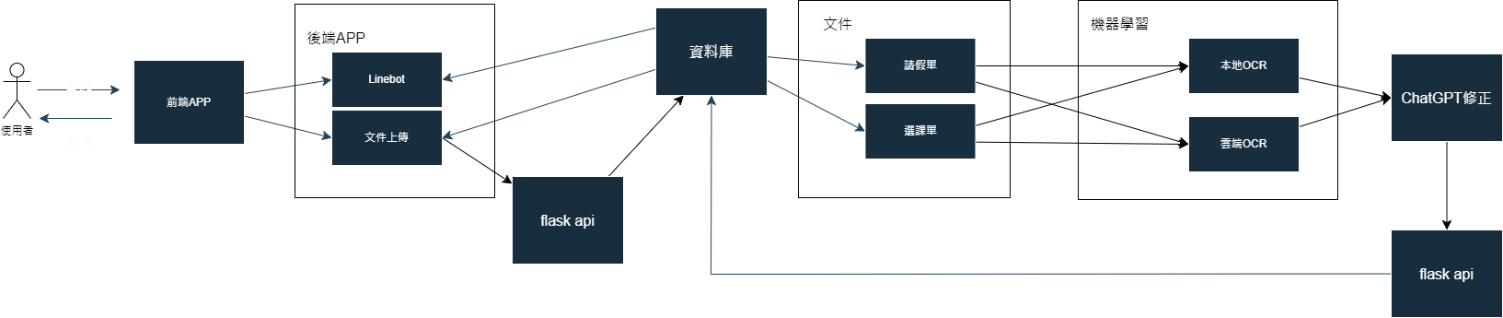 使用者
前端APP
後端APP
Linebot
文件上傳
flask api
資料庫
文件
請假單
選課單
機器學習
本地OCR
雲端OCR
ChatGPT修正
flask api